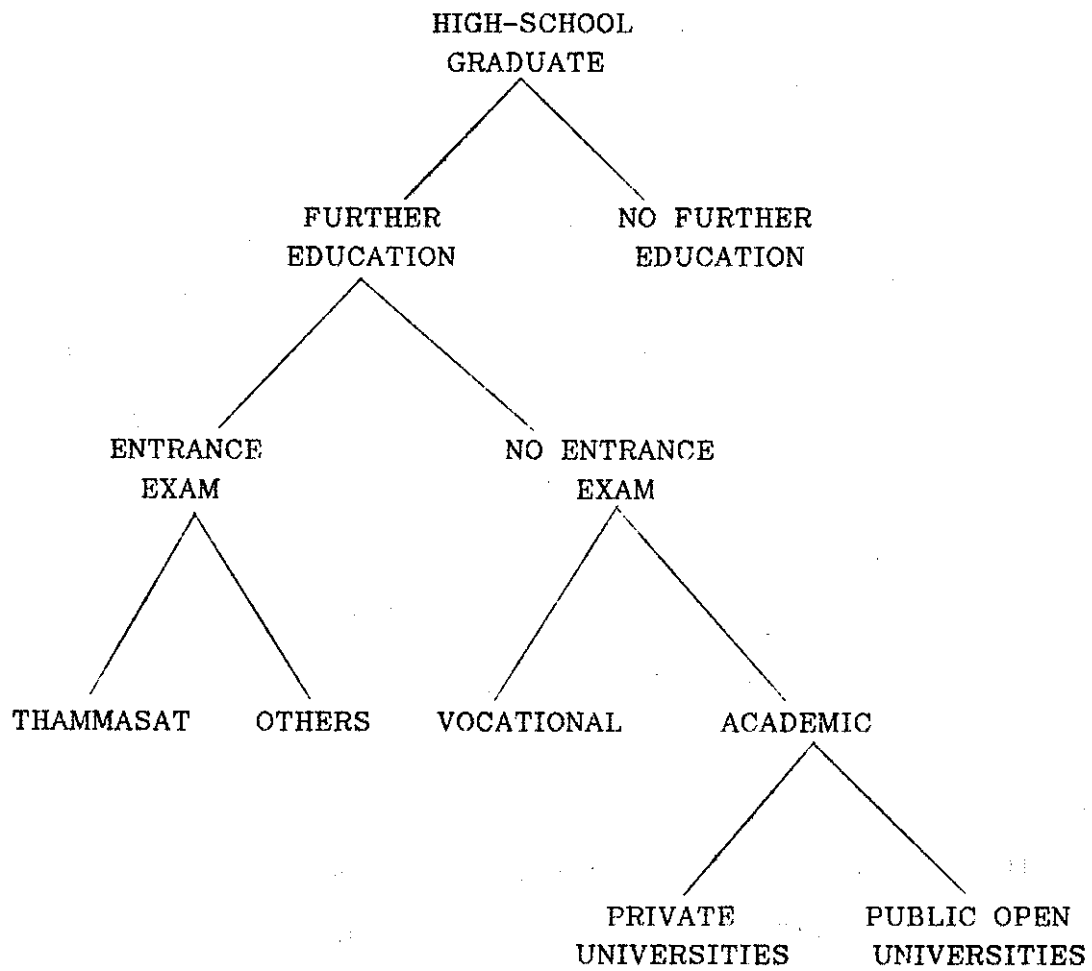 HIGH-SCHOOL
GRADUATE
FURTHER
EDUCATION
NO FURTHER
EDUCATION
ENTRANCE
EXAM
NO ENTRANCE
EXAM
THAMMASAT
OTHERS
VOCATIONAL
ACADEMIC
PRIVATE
UNIVERSITIES
PUBLIC OPEN
UNIVERSITIES